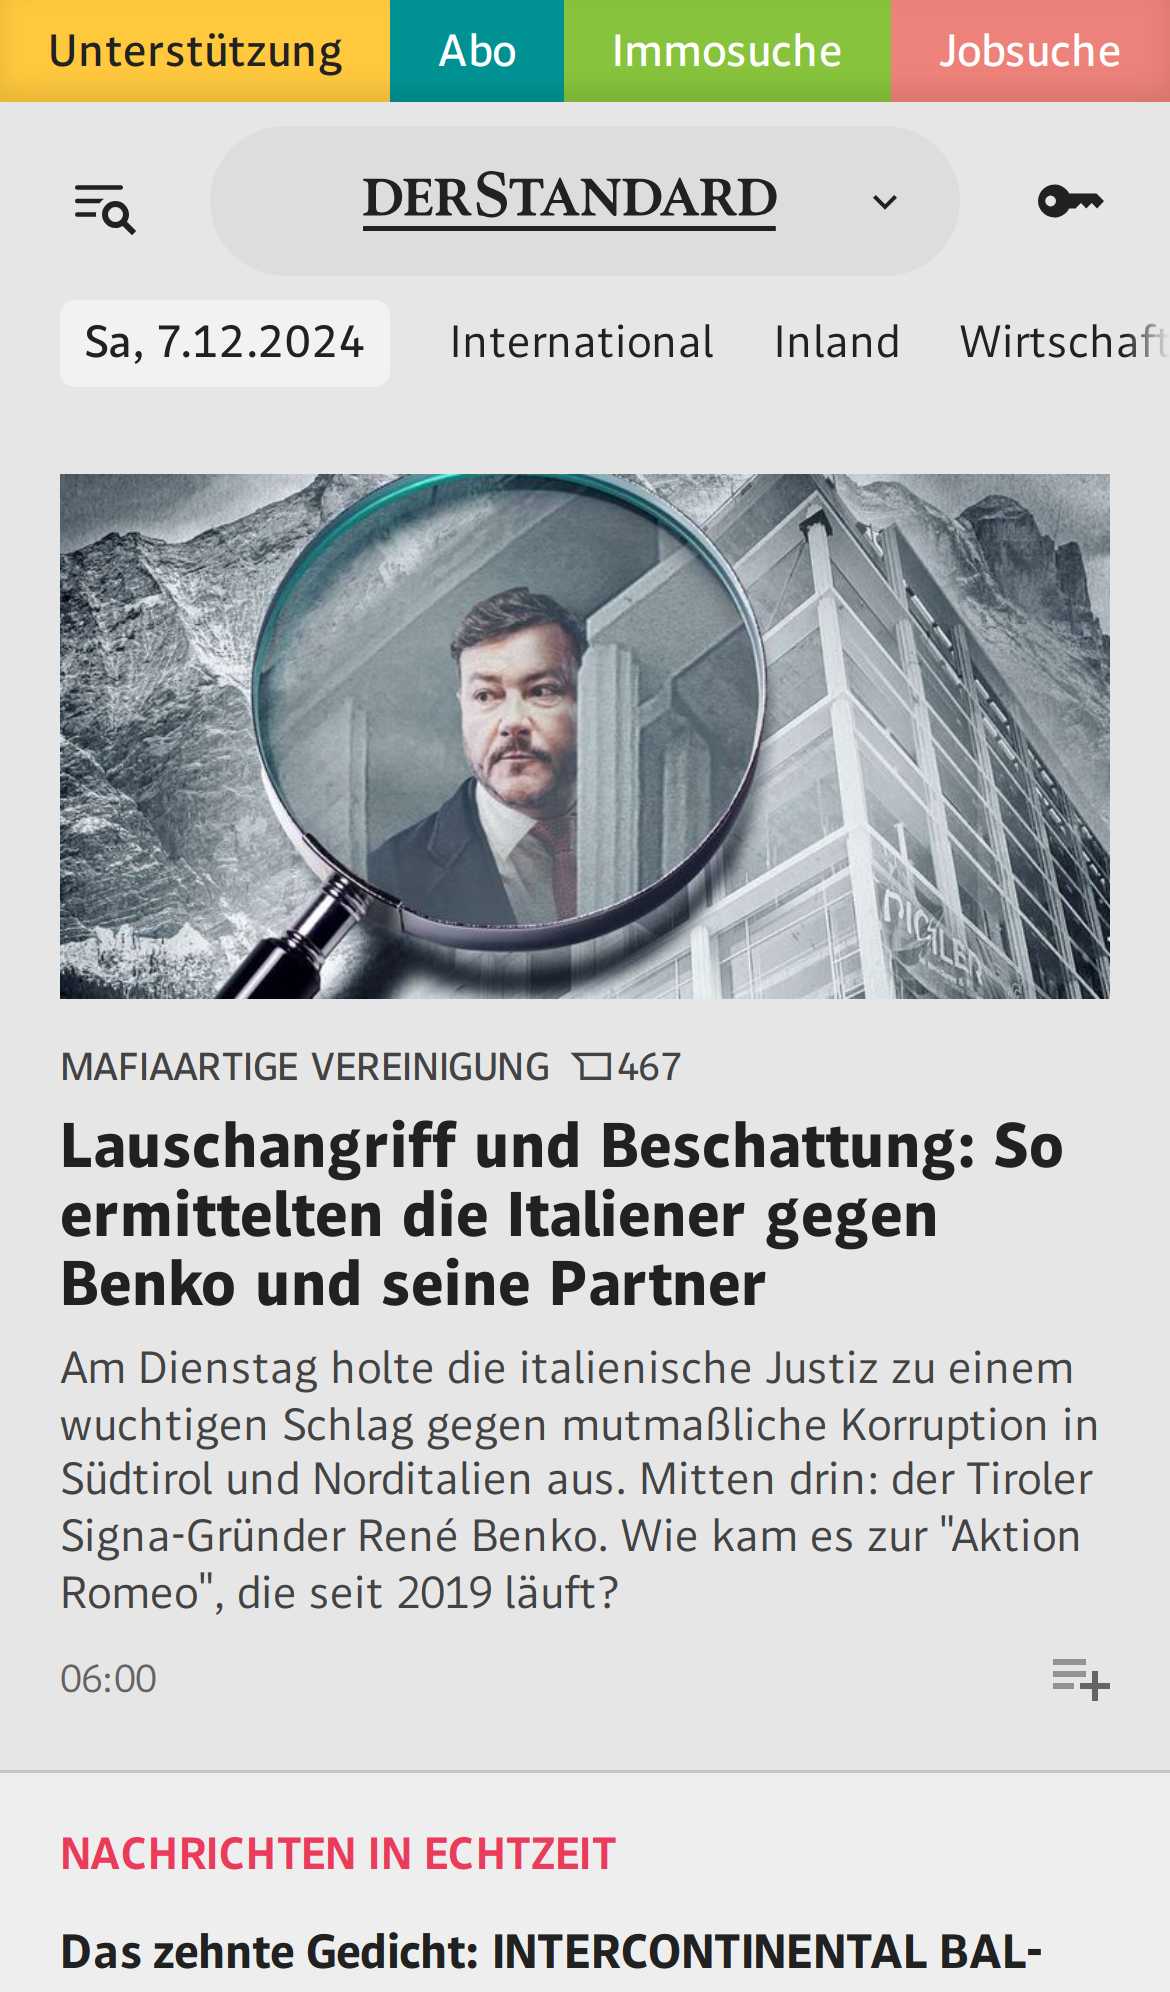 Unterstützung Abo Immosuche Jobsuche
DERSTANDARD
Sa, 7.12.2024 International Inland Wirtschaft
PICHLER
MAFIAARTIGE VEREINIGUNG 467
Lauschangriff und Beschattung: So
ermittelten die Italiener gegen
Benko und seine Partner
Am Dienstag holte die italienische Justiz zu einem
wuchtigen Schlag gegen mutmaßliche Korruption in
Südtirol und Norditalien aus. Mitten drin: der Tiroler
Signa-Gründer René Benko. Wie kam es zur "Aktion
Romeo", die seit 2019 läuft?
06:00
NACHRICHTEN IN ECHTZEIT
Das zehnte Gedicht: INTERCONTINENTAL BAL-